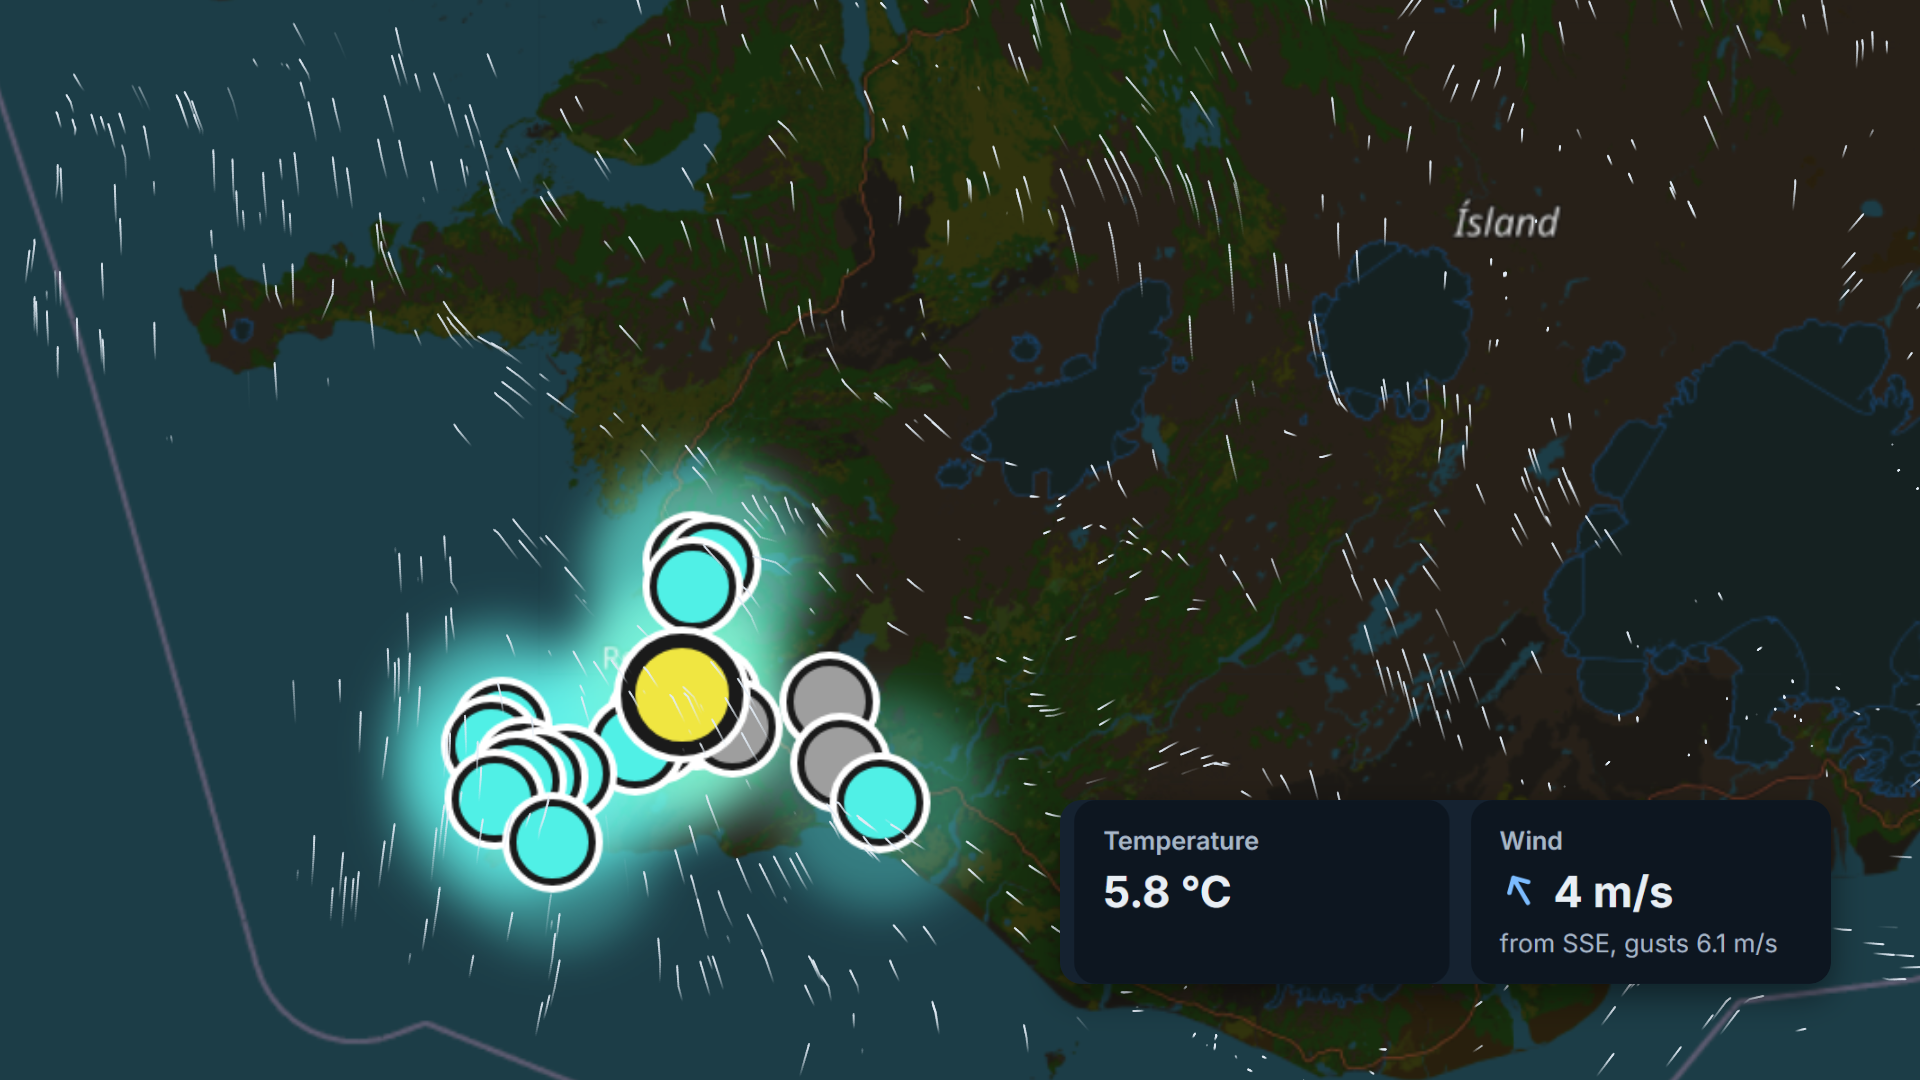 Ísland
Temperature
5.8 °C
Wind
4 m/s
from SSE, gusts 6.1 m/s